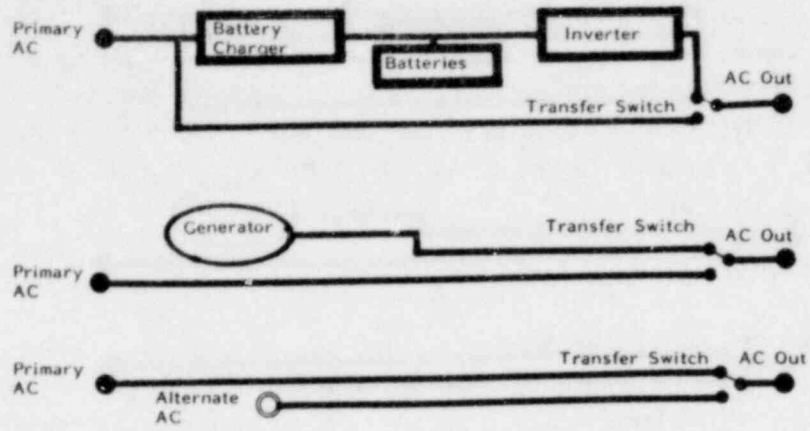 Primary
AC
Battery
Charger
Batteries
Inverter
AC Out
Transfer Switch
Generator
Transfer Switch
AC Out
Primary
AC
Primary
AC
Alternate
AC
Transfer Switch
AC Out